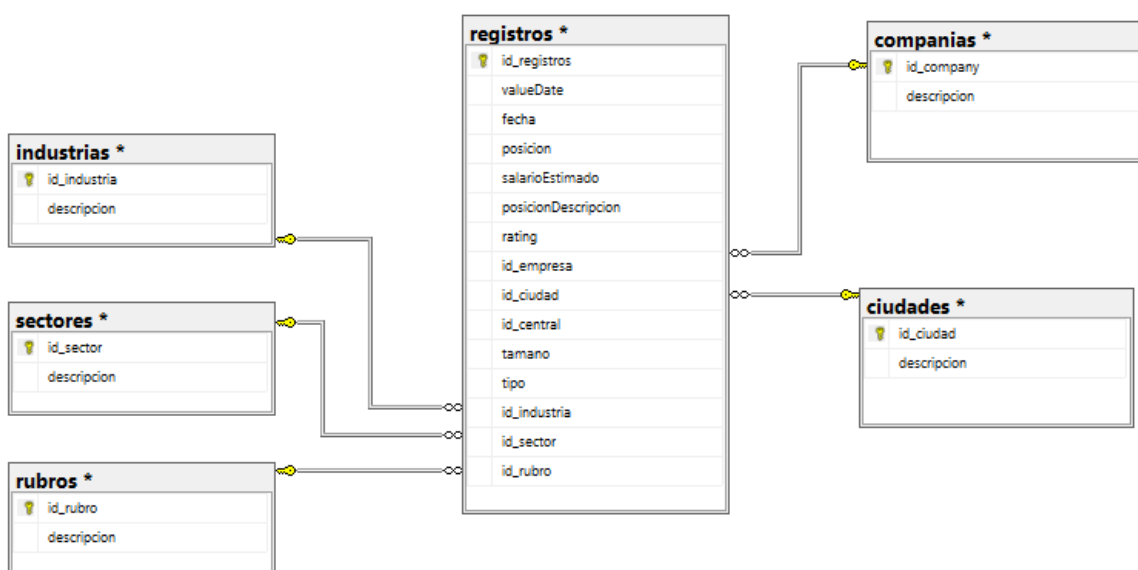 registros *
id_registros
valueDate
fecha
posicion
salarioEstimado
posicionDescripcion
rating
id_empresa
id_ciudad
id_central
tamano
tipo
id_industria
id_sector
id_rubro
companias *
id_company
descripcion
industrias *
id_industria
descripcion
sectores *
id_sector
descripcion
ciudades *
id_ciudad
descripcion
rubros *
id_rubro
descripcion